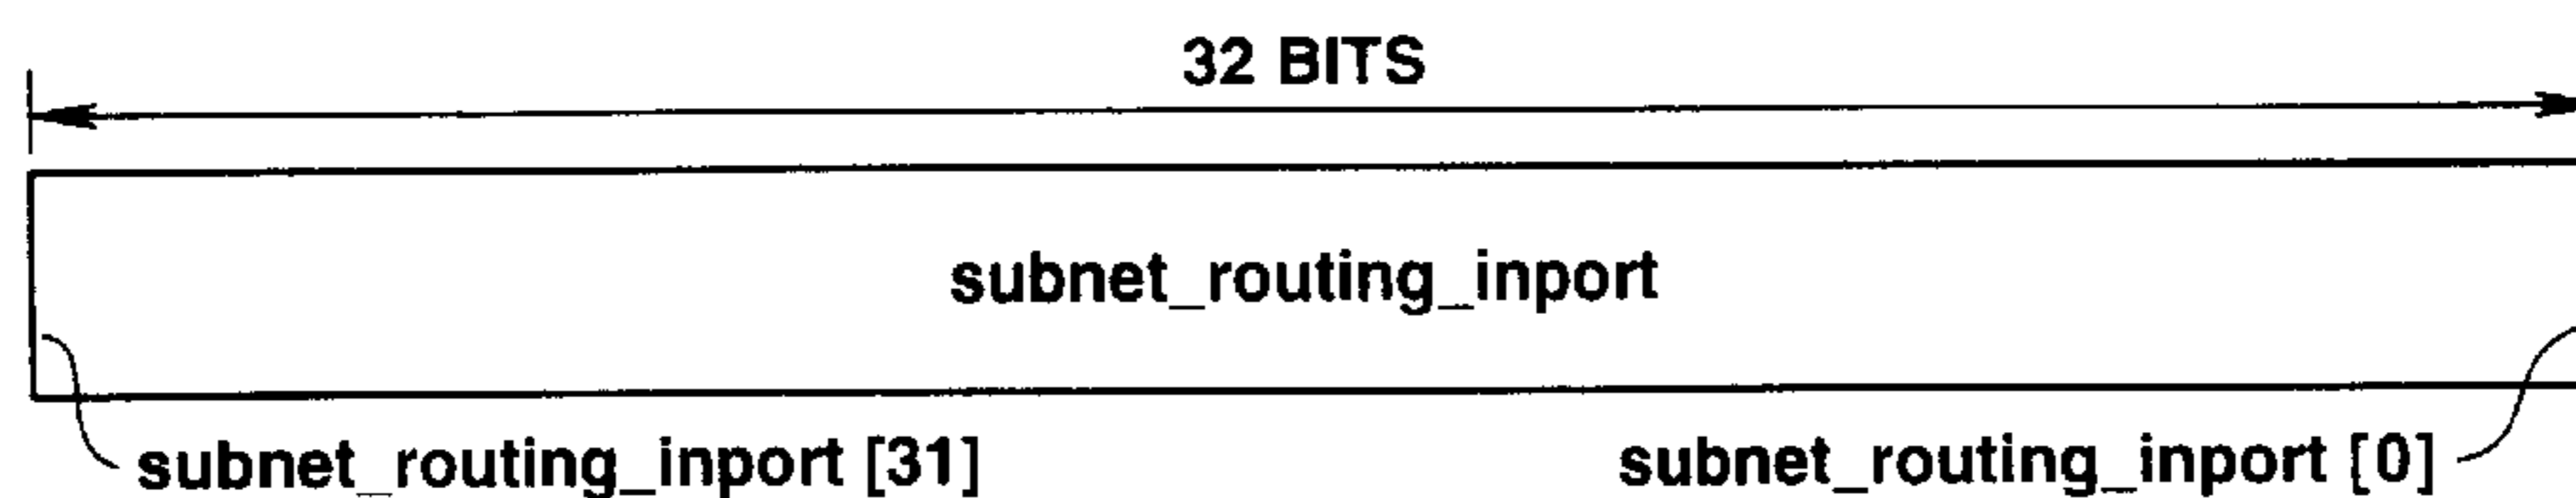 32 BITS
subnet_routing_inport
subnet_routing_inport [31]
subnet_routing_inport [0]